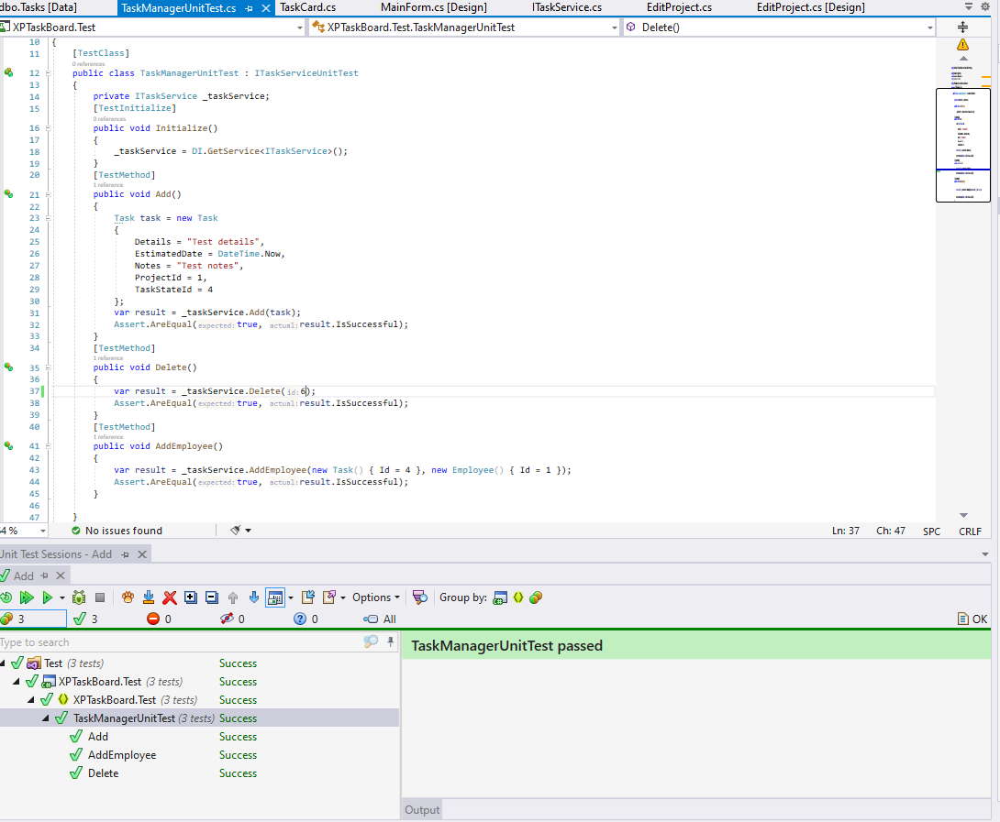 dbo.Tasks [Data] TaskManagerUnitTest.cs TaskCard.cs MainForm.cs [Design] ITaskService.cs EditProject.cs EditProject.cs [Design]
XPTaskBoard.Test XPTaskBoard.Test.TaskManagerUnitTest Delete()
10 {
11 [TestClass]
0 references
12 public class TaskManagerUnitTest : ITaskServiceUnitTest
13 {
14 private ITaskService _taskService;
15 [TestInitialize]
0 references
16 public void Initialize()
17 {
18 _taskService = DI.GetService<ITaskService>();
19 }
20 [TestMethod]
1 reference
21 public void Add()
22 {
23 Task task = new Task
24 {
25 Details = "Test details",
26 EstimatedDate = DateTime.Now,
27 Notes = "Test notes",
28 ProjectId = 1,
29 TaskStateId = 4
30 };
31 var result = _taskService.Add(task);
32 Assert.AreEqual(expected: true, actual: result.IsSuccessful);
33 }
34 [TestMethod]
1 reference
35 public void Delete()
36 {
37 var result = _taskService.Delete(id: 6);
38 Assert.AreEqual(expected: true, actual: result.IsSuccessful);
39 }
40 [TestMethod]
1 reference
41 public void AddEmployee()
42 {
43 var result = _taskService.AddEmployee(new Task() { Id = 4 }, new Employee() { Id = 1 });
44 Assert.AreEqual(expected: true, actual: result.IsSuccessful);
45 }
46
47 }
4 % No issues found Ln: 37 Ch: 47 SPC CRLF
Unit Test Sessions - Add
Add
Options Group by:
3 3 0 0 0 All OK
Type to search
TaskManagerUnitTest passed
Test (3 tests) Success
XPTaskBoard.Test (3 tests) Success
XPTaskBoard.Test (3 tests) Success
TaskManagerUnitTest (3 tests) Success
Add Success
AddEmployee Success
Delete Success
Output